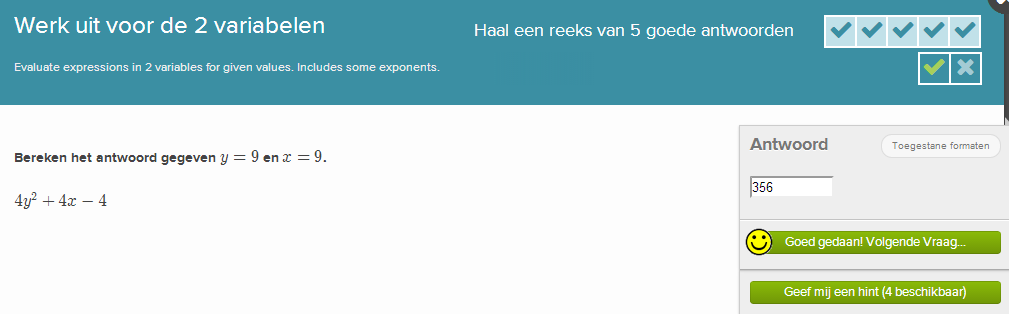 Werk uit voor de 2 variabelen
Haal een reeks van 5 goede antwoorden
Evaluate expressions in 2 variables for given values. Includes some exponents.
Bereken het antwoord gegeven y = 9 en x = 9.
4y² + 4x − 4
Antwoord
Toegestane formaten
356
Goed gedaan! Volgende Vraag...
Geef mij een hint (4 beschikbaar)